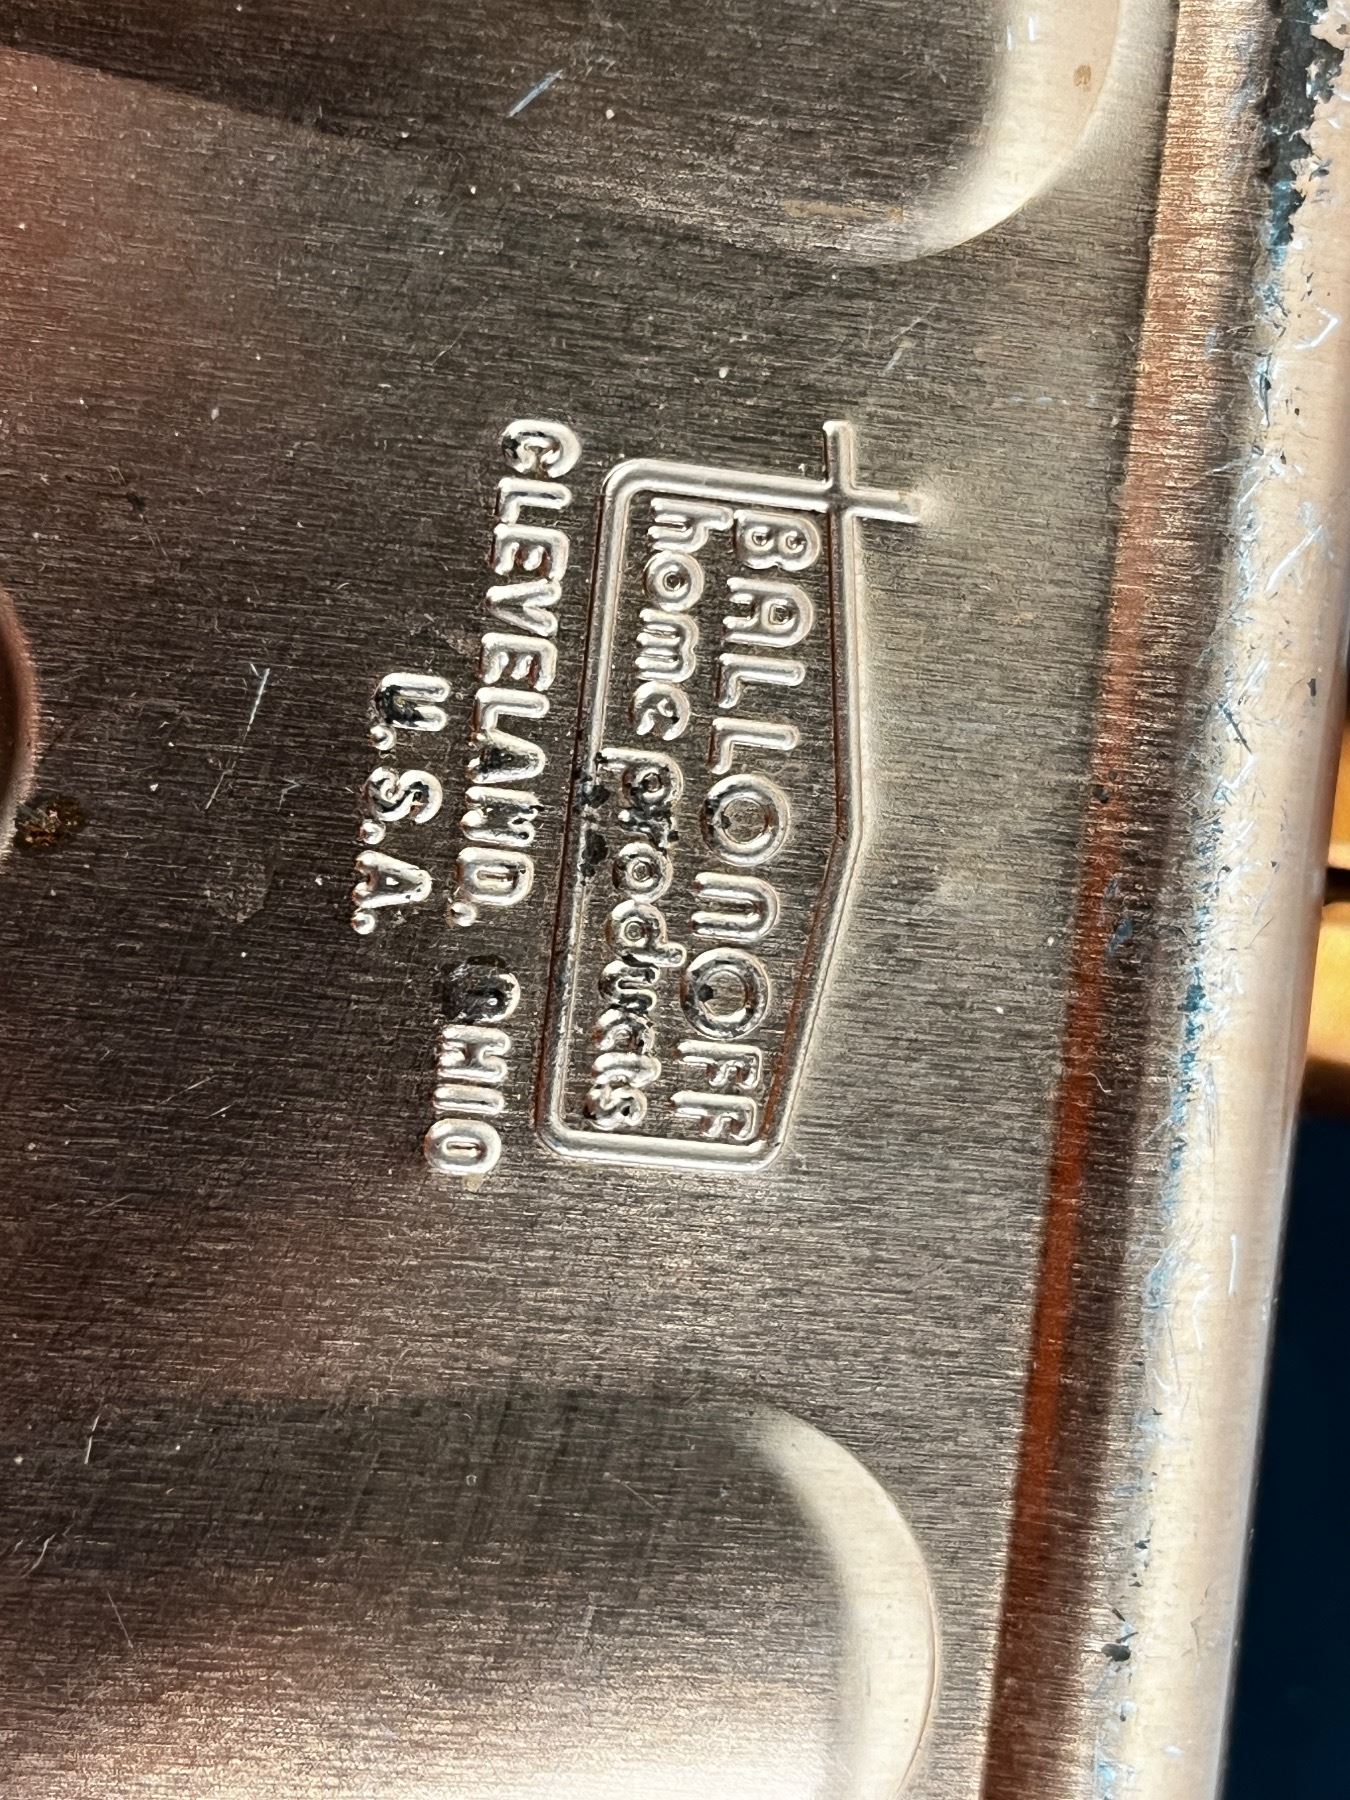 BALLONOFF
home products
CLEVELAND, OHIO
U.S.A.